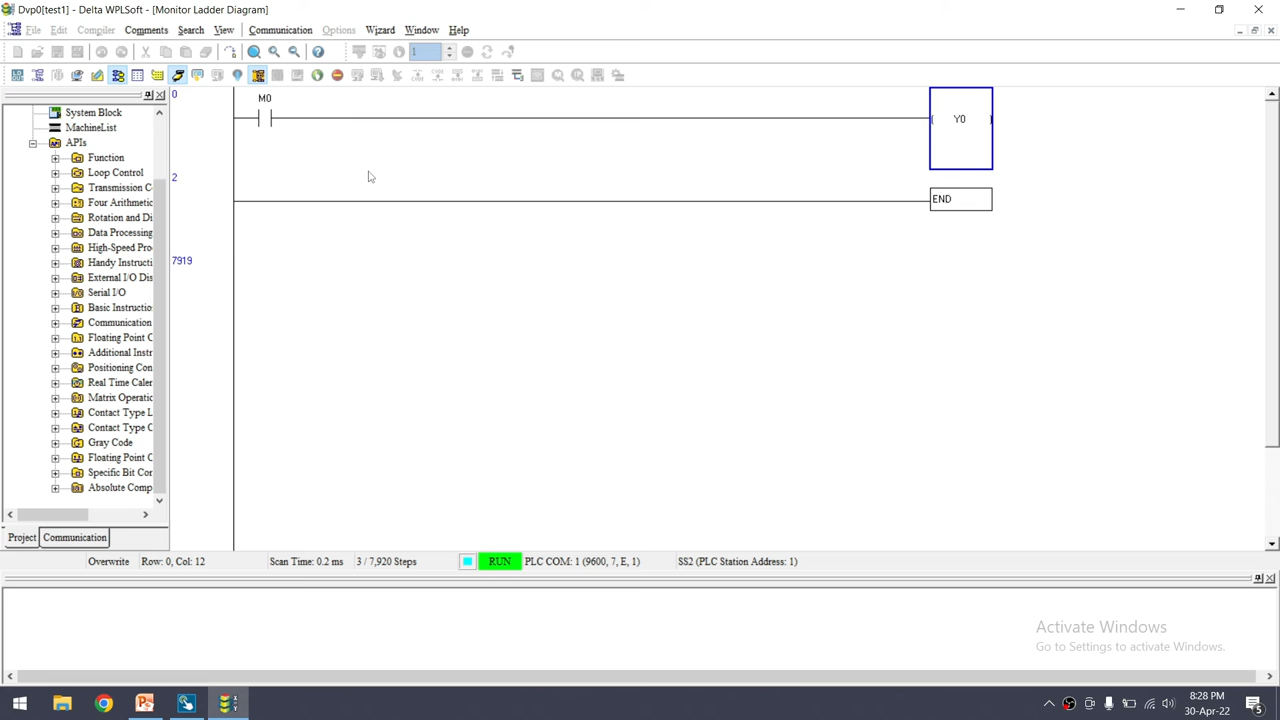 Dvp0[test1] - Delta WPLSoft - [Monitor Ladder Diagram]
File Edit Compiler Comments Search View Communication Options Wizard Window Help
1
System Block
MachineList
APIs
Function
Loop Control
Transmission C
Four Arithmetic
Rotation and Di
Data Processing
High-Speed Pro
Handy Instructi
External I/O Dis
Serial I/O
Basic Instructio
Communication
Floating Point C
Additional Instr
Positioning Con
Real Time Caler
Matrix Operatic
Contact Type L
Contact Type C
Gray Code
Floating Point C
Specific Bit Cor
Absolute Comp
Project Communication
0
M0
Y0
2
END
7919
Overwrite Row: 0, Col: 12 Scan Time: 0.2 ms 3 / 7,920 Steps RUN PLC COM: 1 (9600, 7, E, 1) SS2 (PLC Station Address: 1)
Activate Windows
Go to Settings to activate Windows.
8:28 PM
30-Apr-22
5